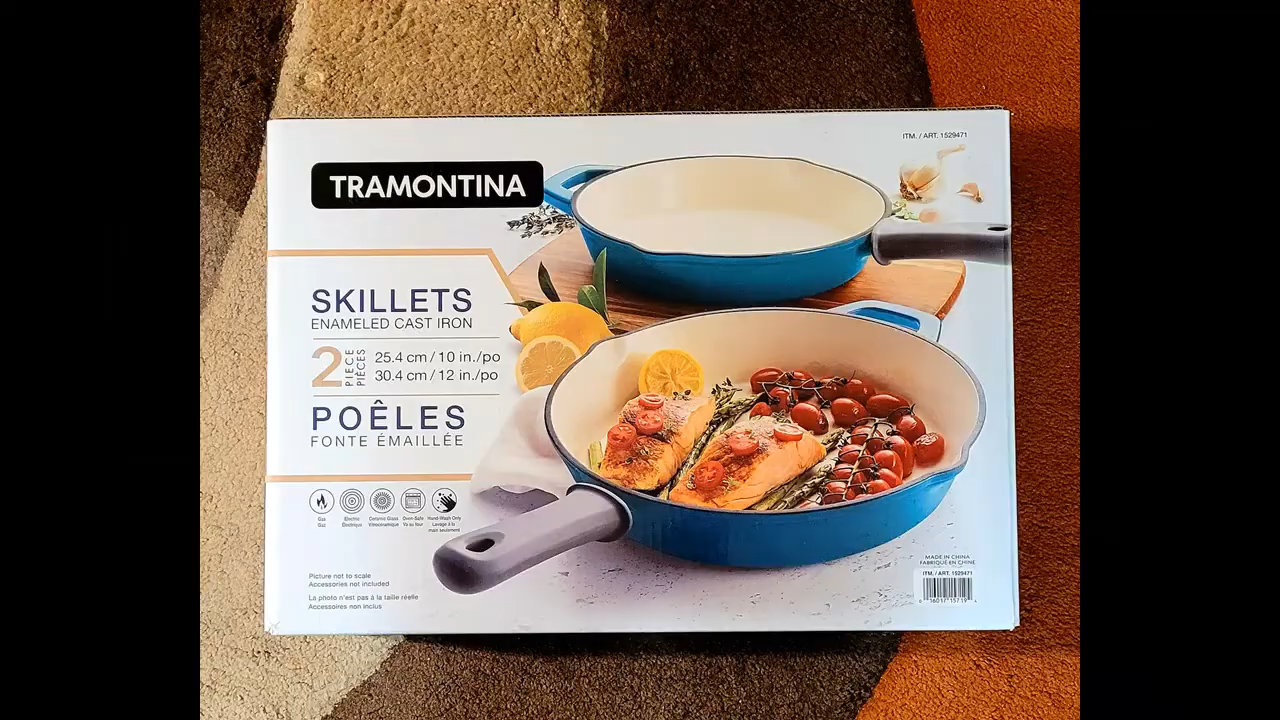 ITM. / ART. 1529471
TRAMONTINA
SKILLETS
ENAMELED CAST IRON
2 PIECE
PIÈCES
25.4 cm / 10 in./po
30.4 cm / 12 in./po
POÊLES
FONTE ÉMAILLÉE
Gas
Gaz
Electric
Électrique
Ceramic Glass
Vitrocéramique
Oven-Safe
Va au four
Hand-Wash Only
Lavage à la
main seulement
Picture not to scale
Accessories not included
La photo n'est pas à la taille réelle
Accessoires non inclus
MADE IN CHINA
FABRIQUÉ EN CHINE
ITM. / ART. 1529471